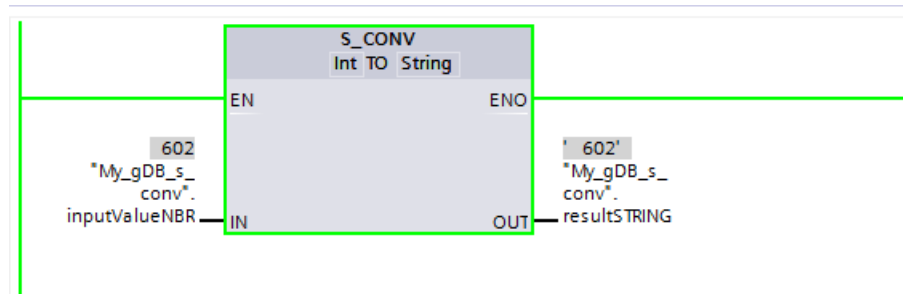 S_CONV
Int TO String
EN ENO
602 ' 602'
"My_gDB_s_ "My_gDB_s_
conv". conv".
inputValueNBR IN OUT resultSTRING